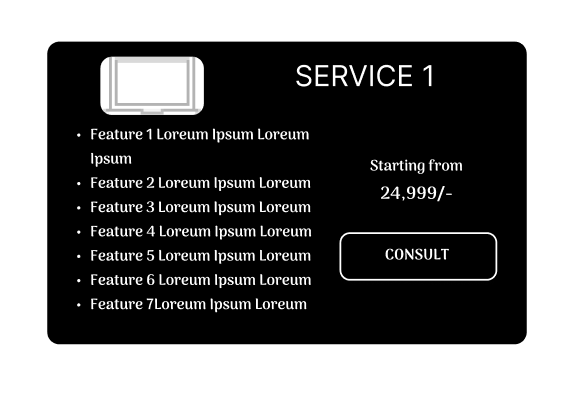 SERVICE 1
• Feature 1 Loreum Ipsum Loreum
Ipsum
• Feature 2 Loreum Ipsum Loreum
• Feature 3 Loreum Ipsum Loreum
• Feature 4 Loreum Ipsum Loreum
• Feature 5 Loreum Ipsum Loreum
• Feature 6 Loreum Ipsum Loreum
• Feature 7Loreum Ipsum Loreum
Starting from
24,999/-
CONSULT